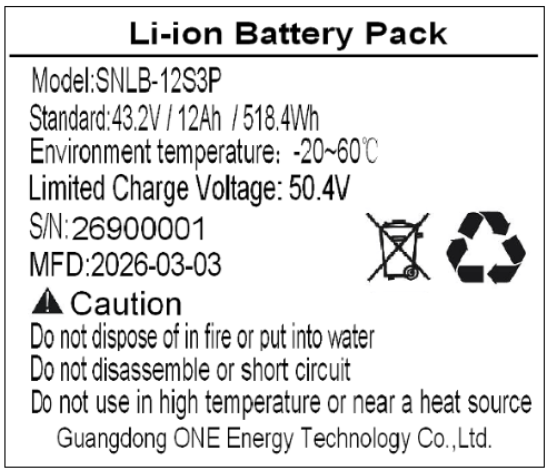 Li-ion Battery Pack
Model:SNLB-12S3P
Standard:43.2V / 12Ah / 518.4Wh
Environment temperature: -20~60℃
Limited Charge Voltage: 50.4V
S/N:26900001
MFD:2026-03-03
Caution
Do not dispose of in fire or put into water
Do not disassemble or short circuit
Do not use in high temperature or near a heat source
Guangdong ONE Energy Technology Co.,Ltd.